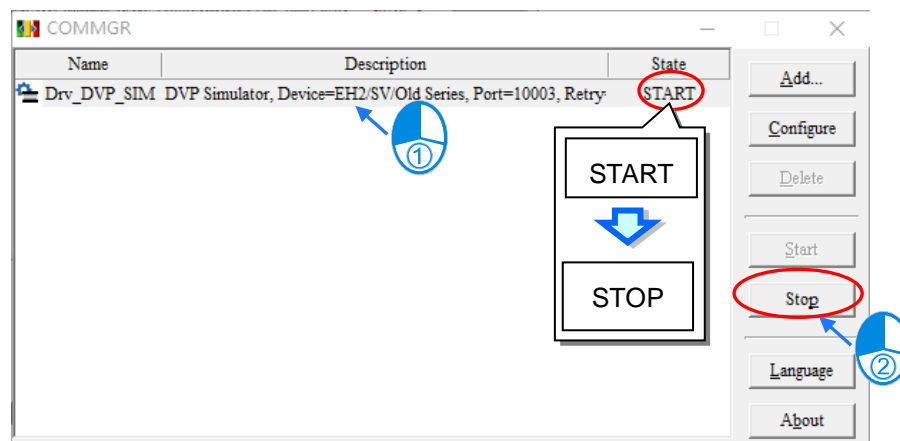 COMMGR
Name Description State
Drv_DVP_SIM DVP Simulator, Device=EH2/SV/Old Series, Port=10003, Retry- START
Add...
Configure
Delete
Start
Stop
Language
About
START
STOP
①
②